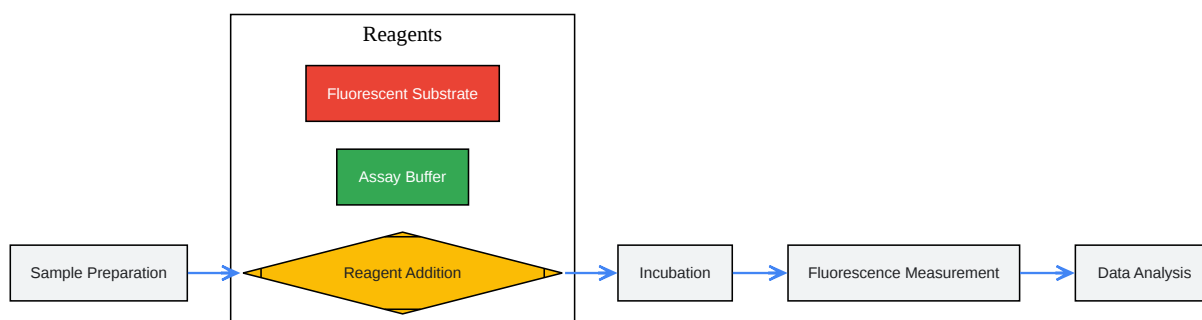 Reagents
Fluorescent Substrate
Assay Buffer
Sample Preparation
Reagent Addition
Incubation
Fluorescence Measurement
Data Analysis